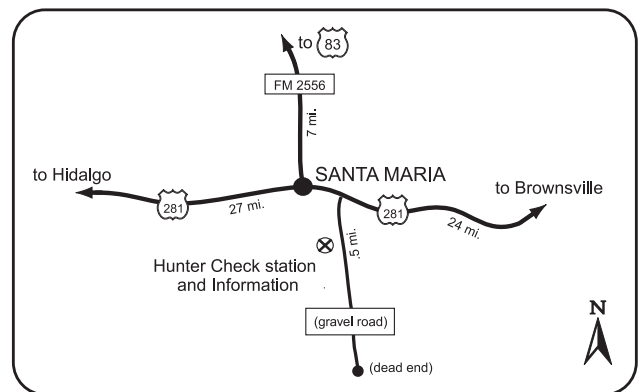 to 83
FM 2556
7 mi.
SANTA MARIA
to Hidalgo
to Brownsville
281
27 mi.
281
24 mi.
.5 mi.
Hunter Check station
and Information
(gravel road)
(dead end)
N